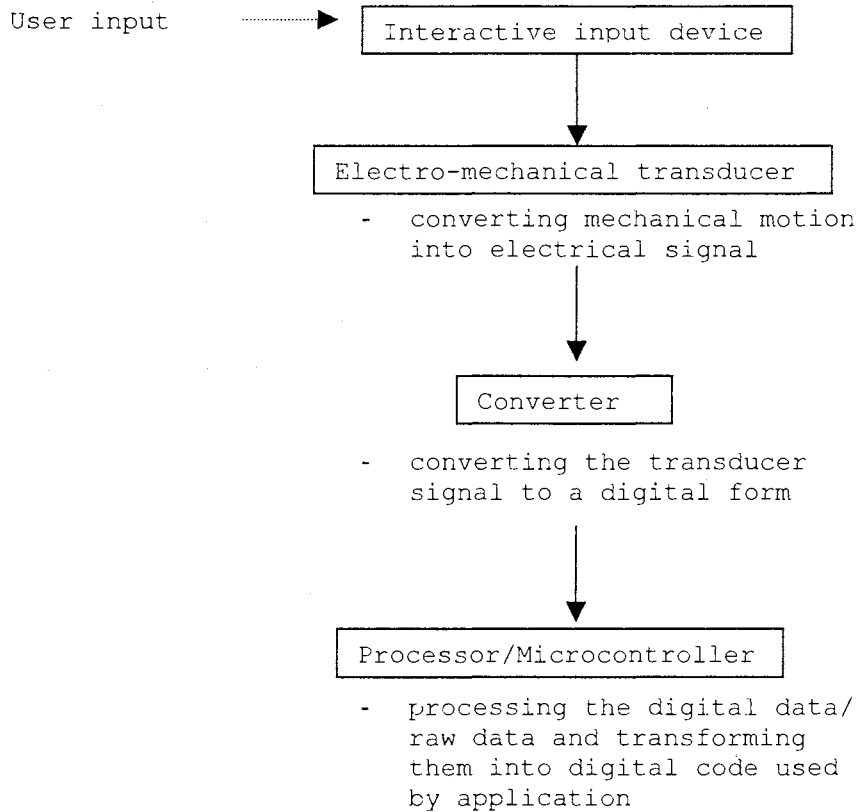 User input
Interactive input device
Electro-mechanical transducer
- converting mechanical motion
into electrical signal
Converter
- converting the transducer
signal to a digital form
Processor/Microcontroller
- processing the digital data/
raw data and transforming
them into digital code used
by application